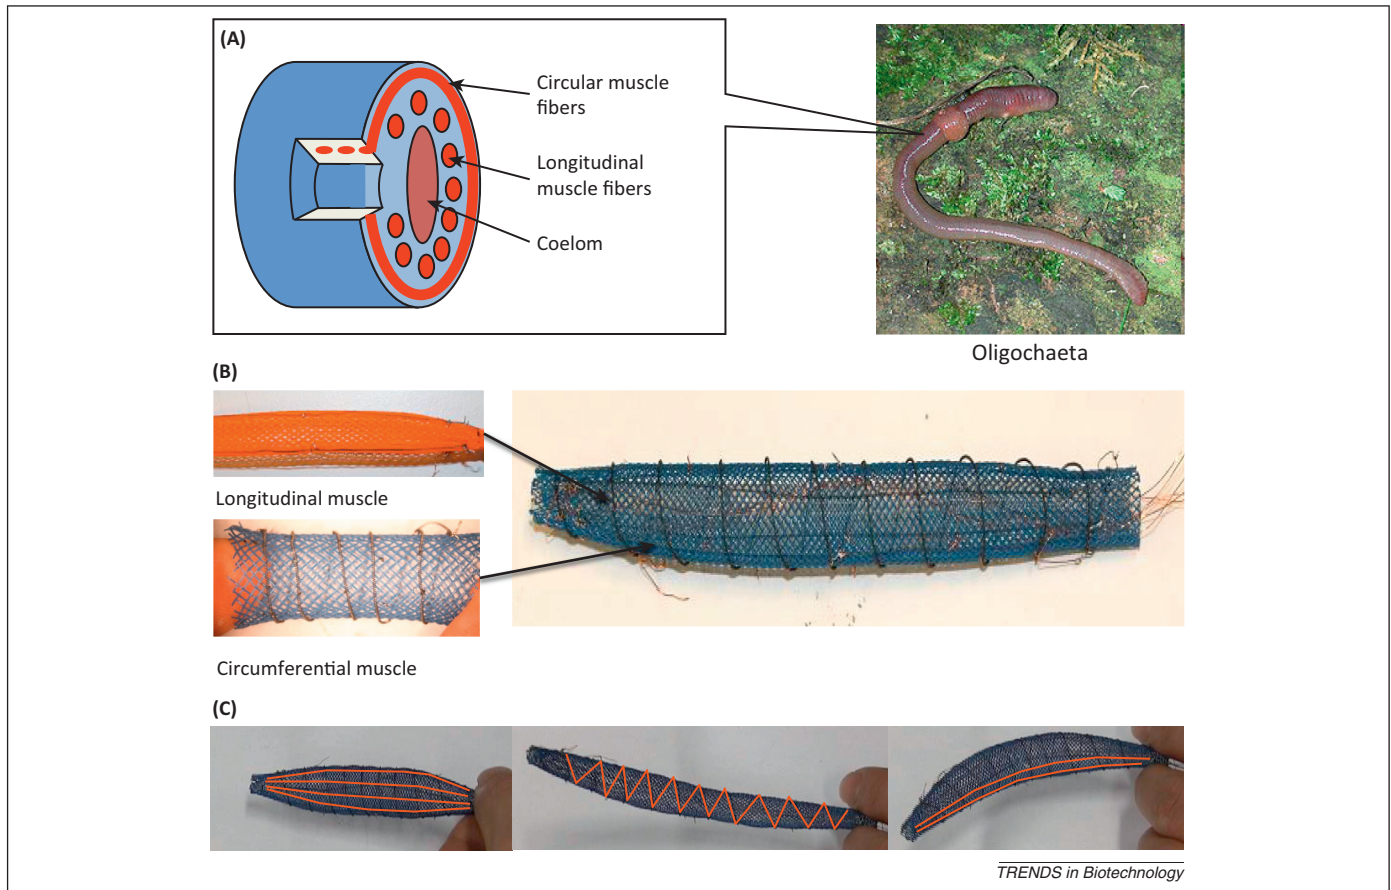 (A)
Circular muscle
fibers
Longitudinal
muscle fibers
Coelom
Oligochaeta
(B)
Longitudinal muscle
Circumferential muscle
(C)
TRENDS in Biotechnology